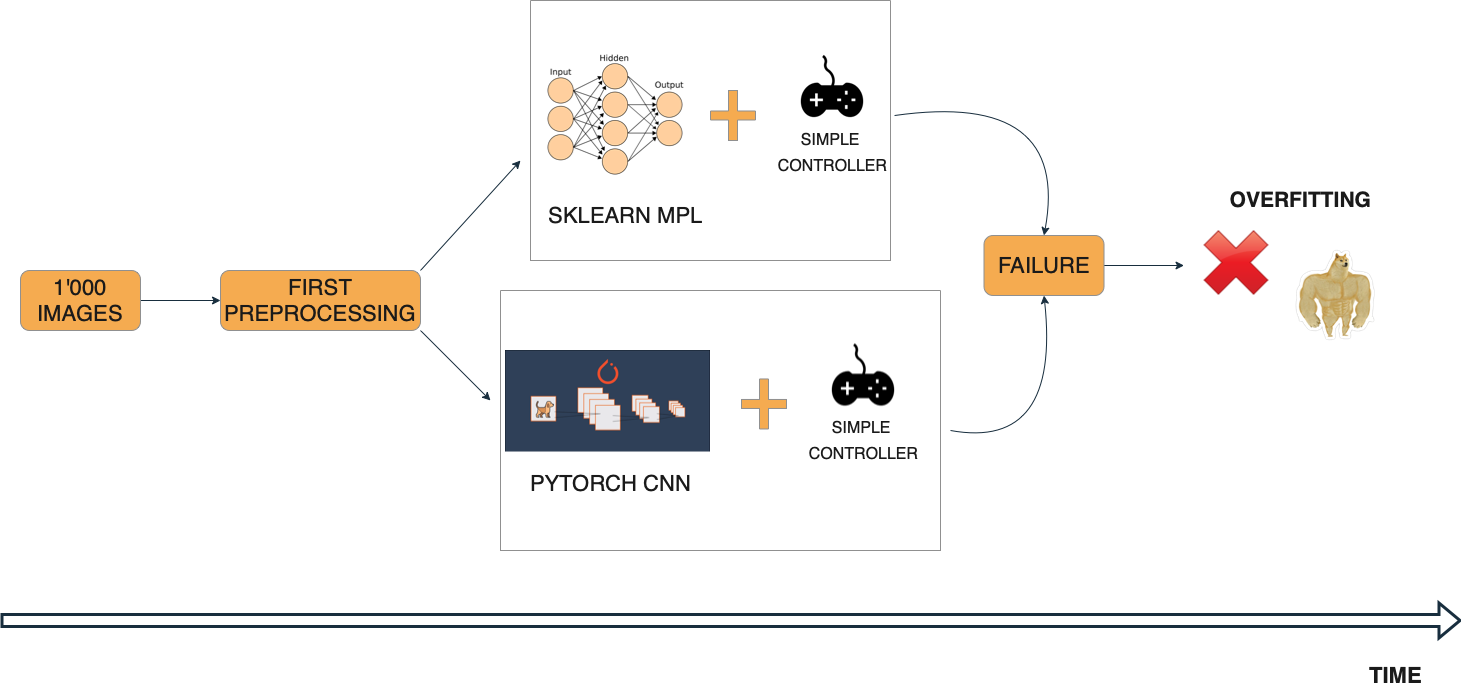 Input
Hidden
Output
SIMPLE
CONTROLLER
SKLEARN MPL
1'000
IMAGES
FIRST
PREPROCESSING
PYTORCH CNN
SIMPLE
CONTROLLER
FAILURE
OVERFITTING
TIME